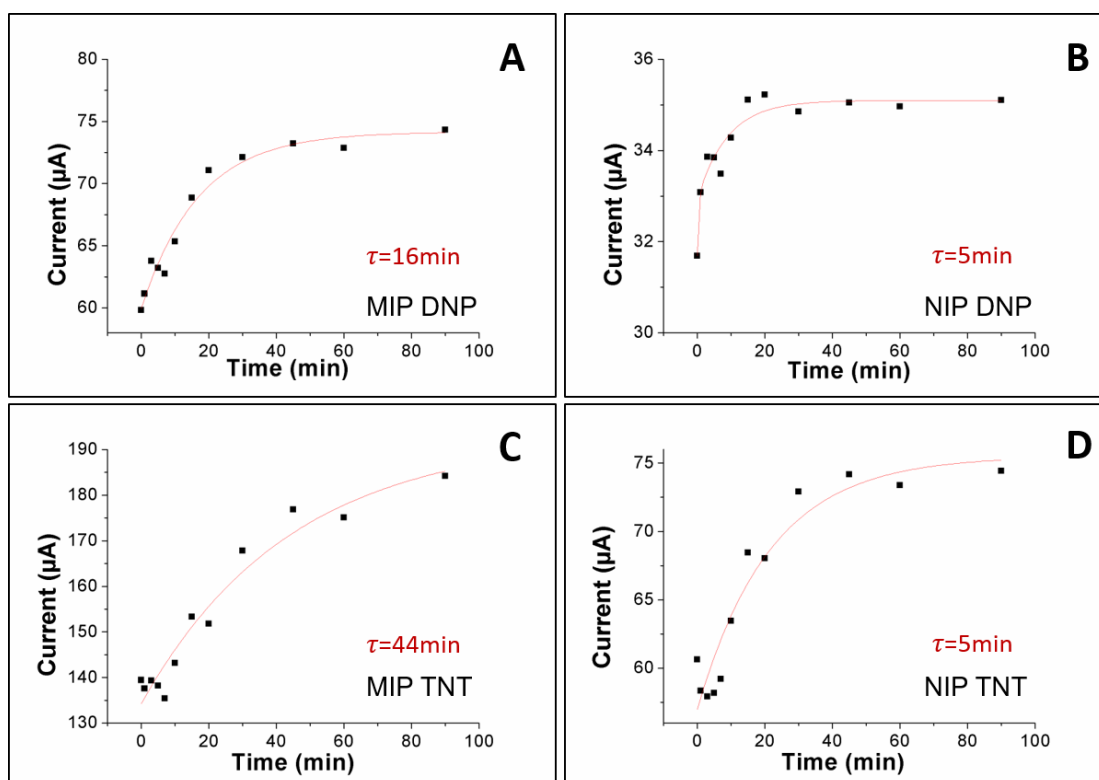 A
80
75
70
65
60
Current (µA)
0 20 40 60 80 100
Time (min)
τ=16min
MIP DNP
B
36
34
32
30
Current (µA)
0 20 40 60 80 100
Time (min)
τ=5min
NIP DNP
C
190
180
170
160
150
140
130
Current (µA)
0 20 40 60 80 100
Time (min)
τ=44min
MIP TNT
D
75
70
65
60
Current (µA)
0 20 40 60 80 100
Time (min)
τ=5min
NIP TNT